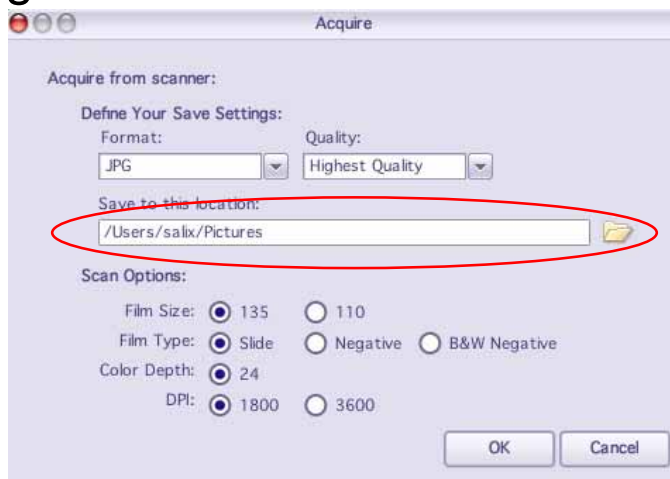 Acquire
Acquire from scanner:
Define Your Save Settings:
Format: Quality:
JPG Highest Quality
Save to this location:
/Users/salix/Pictures
Scan Options:
Film Size: 135 110
Film Type: Slide Negative B&W Negative
Color Depth: 24
DPI: 1800 3600
OK Cancel